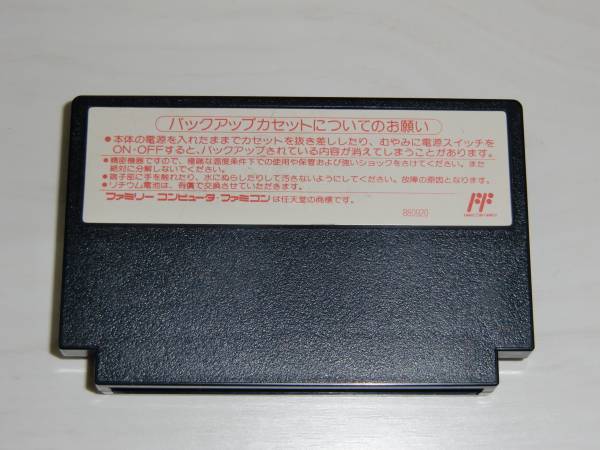 バックアップカセットについてのお願い
●本体の電源を入れたままでカセットを抜き差ししたり、むやみに電源スイッチを
ON・OFFすると、バックアップされている内容が消えてしまうことがあります。
●精密機器ですので、極端な温度条件下での使用や保管および強いショックをさけてください。また
絶対に分解しないでください。
●端子部に手を触れたり、水にぬらしたりして汚さないようにしてください。故障の原因となります。
●リチウム電池は、有償で交換させていただきます。
ファミリー コンピュータ・ファミコンは任天堂の商標です。
880920